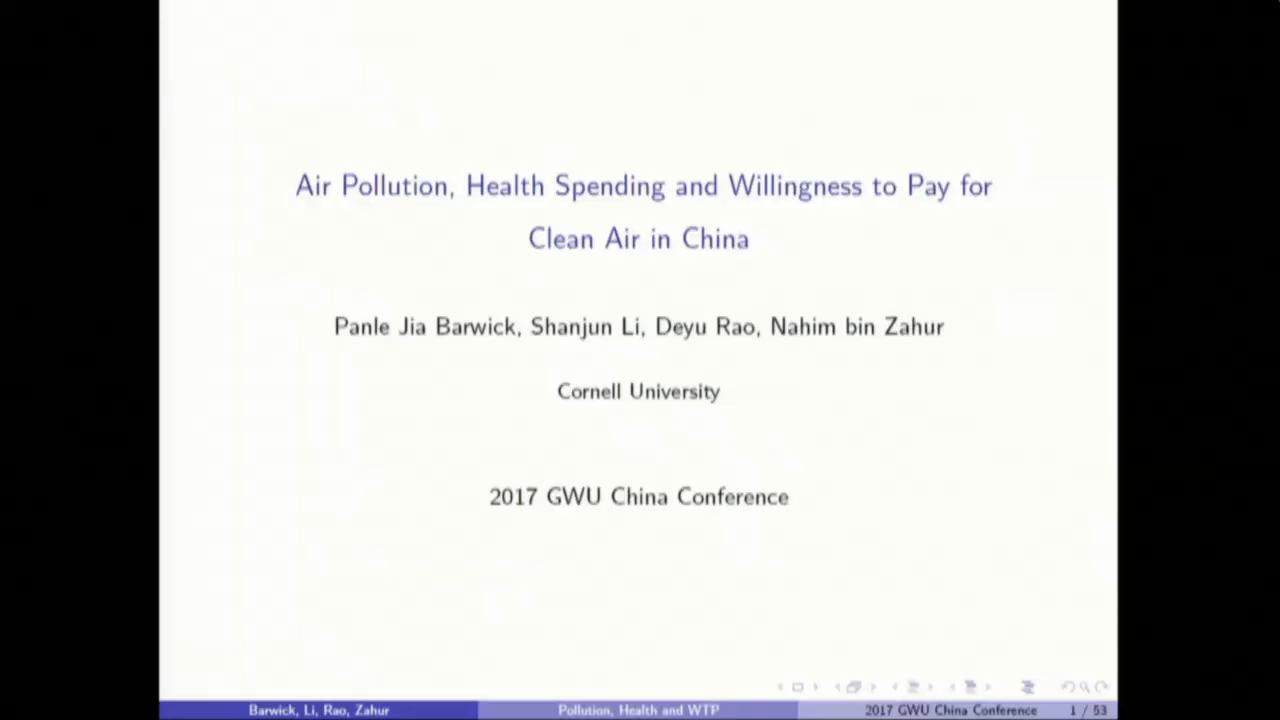 Air Pollution, Health Spending and Willingness to Pay for
Clean Air in China
Panle Jia Barwick, Shanjun Li, Deyu Rao, Nahim bin Zahur
Cornell University
2017 GWU China Conference
Barwick, Li, Rao, Zahur
Pollution, Health and WTP
2017 GWU China Conference
1 / 53